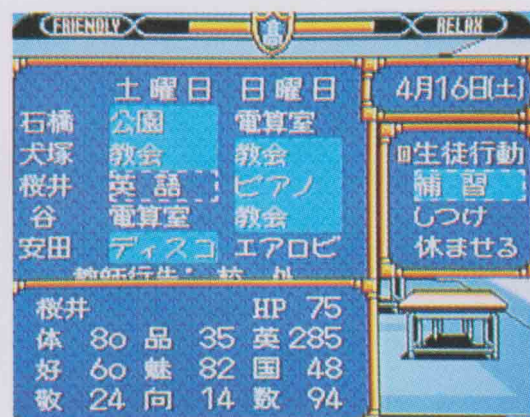 FRIENDLY 高 RELAX
土曜日 日曜日
石橋 公園 電算室
犬塚 教会 教会
桜井 英語 ピアノ
谷 電算室 教会
安田 ディスコ エアロビ
4月16日(土)
生徒行動
補習
しつけ
休ませる
桜井 HP 75
体 80 品 35 英 285
好 60 魅 82 国 48
敬 24 向 14 数 94